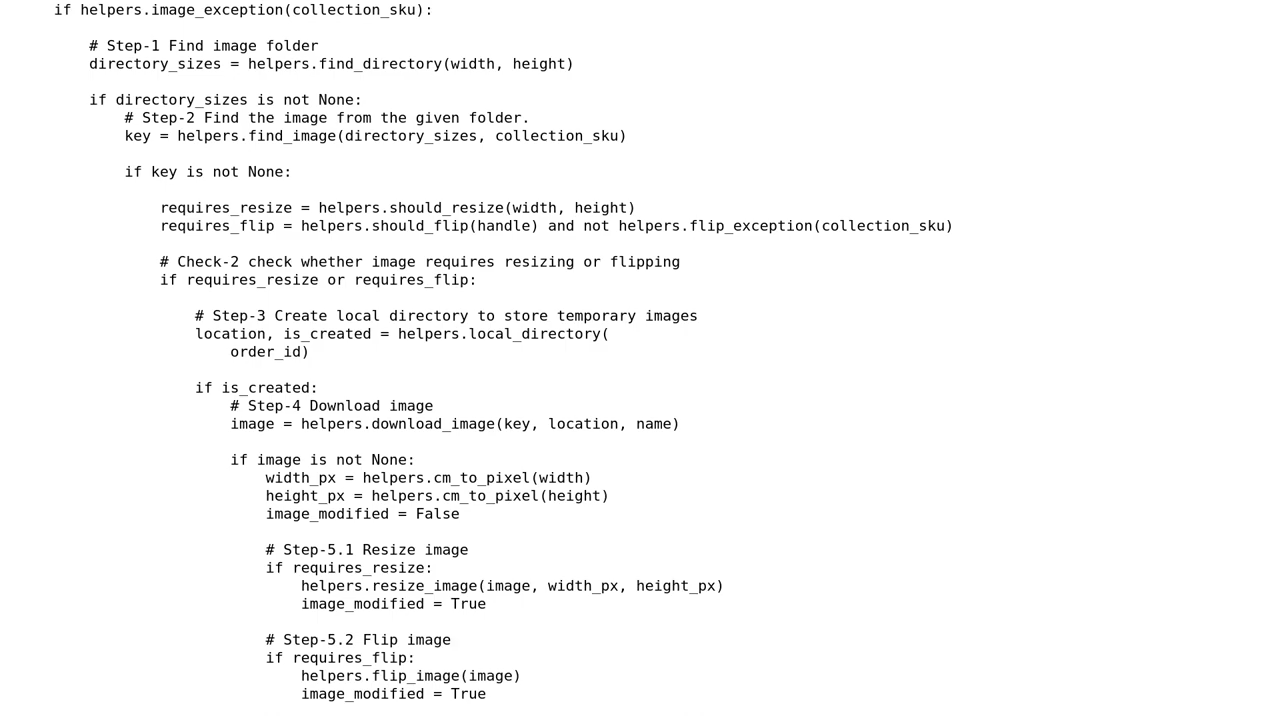 if helpers.image_exception(collection_sku):
# Step-1 Find image folder
directory_sizes = helpers.find_directory(width, height)
if directory_sizes is not None:
# Step-2 Find the image from the given folder.
key = helpers.find_image(directory_sizes, collection_sku)
if key is not None:
requires_resize = helpers.should_resize(width, height)
requires_flip = helpers.should_flip(handle) and not helpers.flip_exception(collection_sku)
# Check-2 check whether image requires resizing or flipping
if requires_resize or requires_flip:
# Step-3 Create local directory to store temporary images
location, is_created = helpers.local_directory(
order_id)
if is_created:
# Step-4 Download image
image = helpers.download_image(key, location, name)
if image is not None:
width_px = helpers.cm_to_pixel(width)
height_px = helpers.cm_to_pixel(height)
image_modified = False
# Step-5.1 Resize image
if requires_resize:
helpers.resize_image(image, width_px, height_px)
image_modified = True
# Step-5.2 Flip image
if requires_flip:
helpers.flip_image(image)
image_modified = True